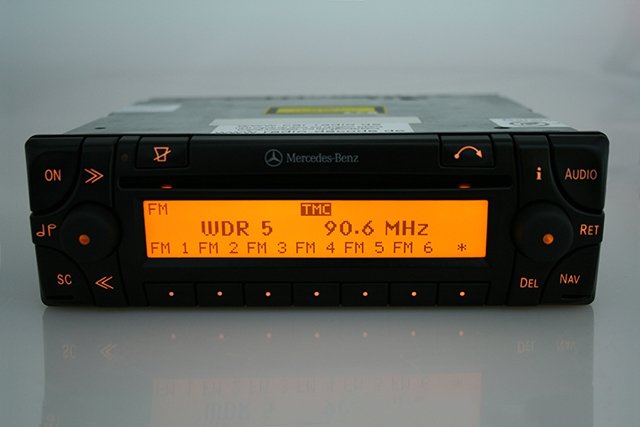 Mercedes-Benz
ON
i
AUDIO
FM
TMC
WDR 5 90.6 MHz
FM 1 FM 2 FM 3 FM 4 FM 5 FM 6 *
RET
SC
DEL
NAV